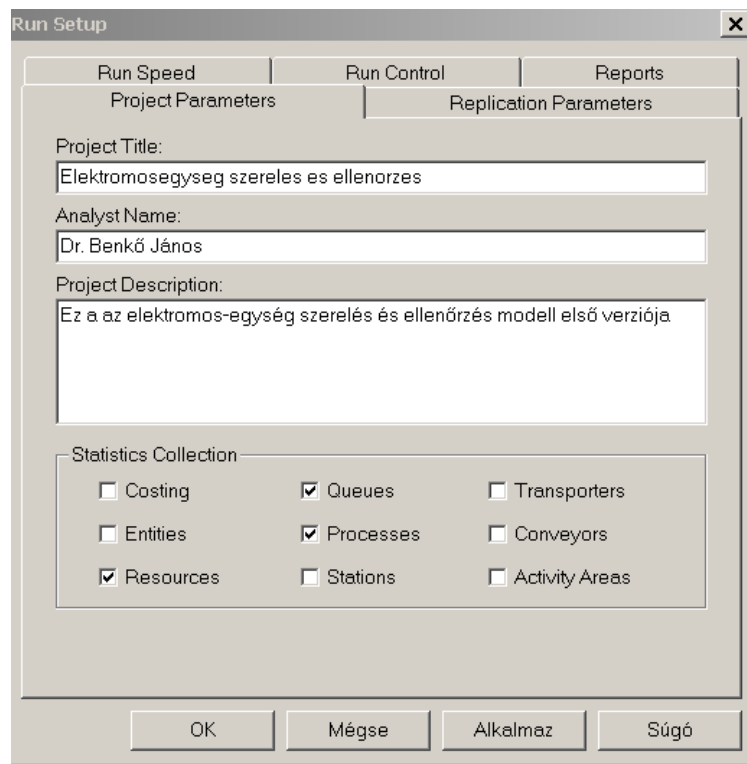 Run Setup
Run Speed Run Control Reports
Project Parameters Replication Parameters
Project Title:
Elektromosegyseg szereles es ellenorzes
Analyst Name:
Dr. Benkő János
Project Description:
Ez a az elektromos-egység szerelés és ellenőrzés modell első verziója
Statistics Collection
Costing Queues Transporters
Entities Processes Conveyors
Resources Stations Activity Areas
OK Mégse Alkalmaz Súgó